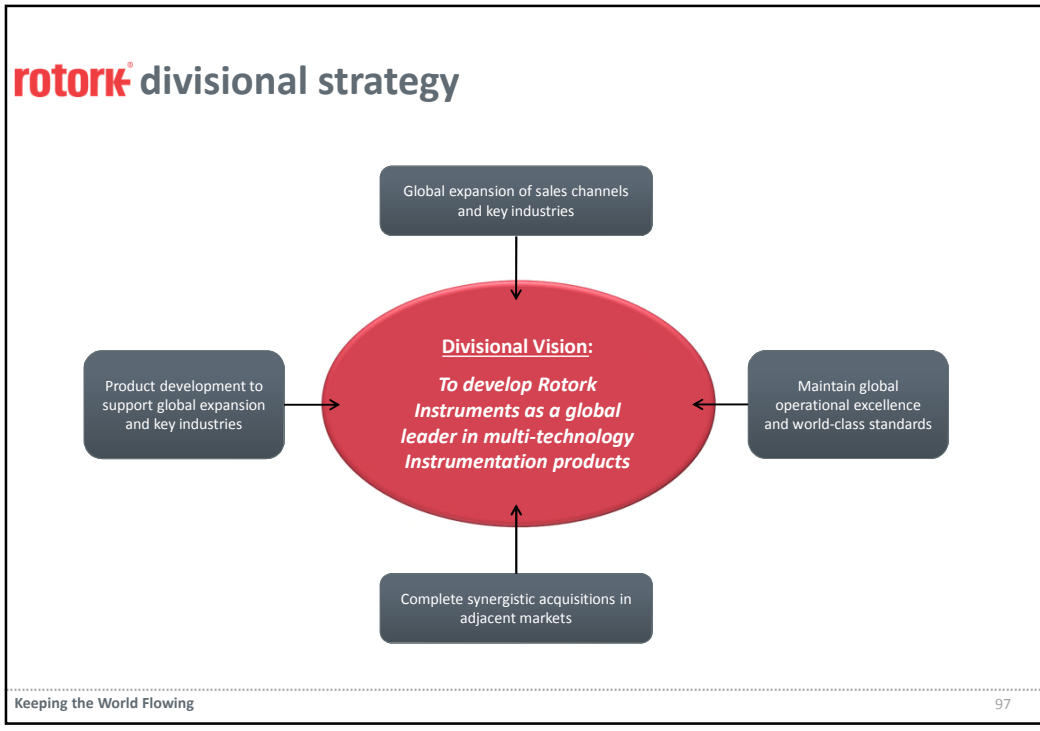 rotork® divisional strategy
Global expansion of sales channels
and key industries
Divisional Vision:
To develop Rotork
Instruments as a global
leader in multi-technology
Instrumentation products
Product development to
support global expansion
and key industries
Maintain global
operational excellence
and world-class standards
Complete synergistic acquisitions in
adjacent markets
Keeping the World Flowing
97